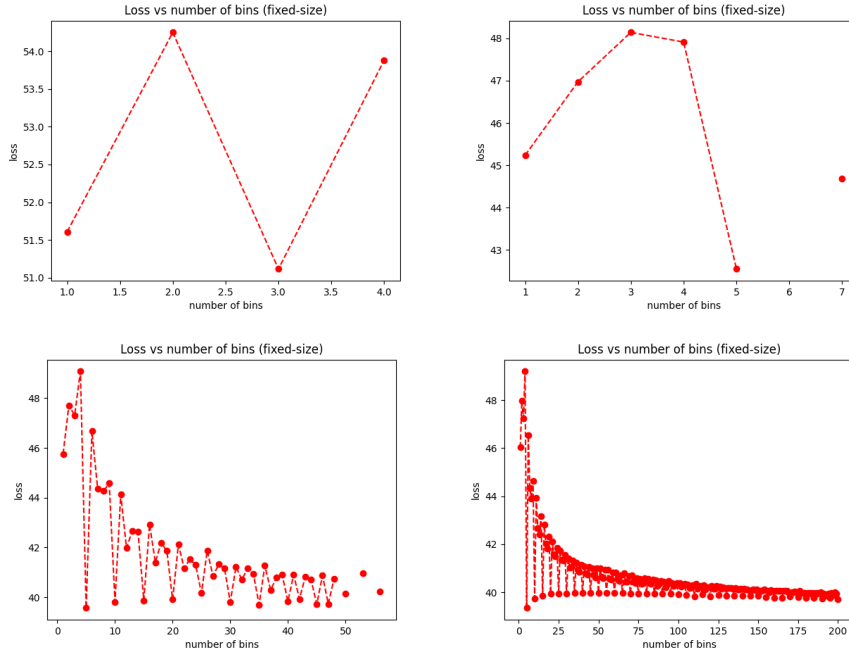 Loss vs number of bins (fixed-size)
54.0
53.5
53.0
52.5
52.0
51.5
51.0
loss
1.0 1.5 2.0 2.5 3.0 3.5 4.0
number of bins
Loss vs number of bins (fixed-size)
48
47
46
45
44
43
loss
1 2 3 4 5 6 7
number of bins
Loss vs number of bins (fixed-size)
48
46
44
42
40
loss
0 10 20 30 40 50
number of bins
Loss vs number of bins (fixed-size)
48
46
44
42
40
loss
0 25 50 75 100 125 150 175 200
number of bins